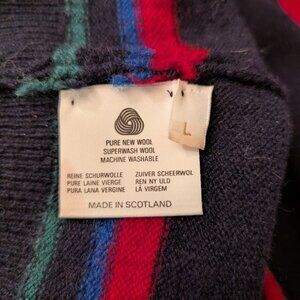 L
PURE NEW WOOL
SUPERWASH WOOL
MACHINE WASHABLE
REINE SCHURWOLLE ZUIVER SCHEERWOL
PURE LAINE VIERGE REN NY ULD
PURA LANA VERGINE LÀ VIRGEM
MADE IN SCOTLAND